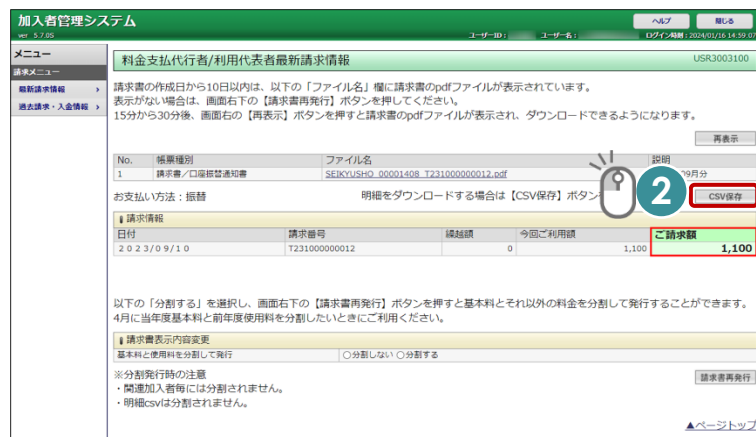 加入者管理システム
ver 5.7.05
ヘルプ 閉じる
ユーザーID: ユーザー名: ログイン時刻:2024/01/16 14:59:07
メニュー
請求メニュー
最新請求情報 ›
過去請求・入金情報 ›
料金支払代行者/利用代表者最新請求情報 USR3003100
請求書の作成日から10日以内は、以下の「ファイル名」欄に請求書のpdfファイルが表示されています。
表示がない場合は、画面右下の【請求書再発行】ボタンを押してください。
15分から30分後、画面右の【再表示】ボタンを押すと請求書のpdfファイルが表示され、ダウンロードできるようになります。
再表示
No. 帳票種別 ファイル名 説明
1 請求書／口座振替通知書 SEIKYUSHO_00001408_T231000000012.pdf 09月分
お支払い方法：振替 明細をダウンロードする場合は【CSV保存】ボタン
2
CSV保存
請求情報
日付 請求番号 繰越額 今回ご利用額 ご請求額
２０２３/０９/１０ T231000000012 0 1,100 1,100
以下の「分割する」を選択し、画面右下の【請求書再発行】ボタンを押すと基本料とそれ以外の料金を分割して発行することができます。
4月に当年度基本料と前年度使用料を分割したいときにご利用ください。
請求書表示内容変更
基本料と使用料を分割して発行 ○分割しない ○分割する
※分割発行時の注意
・関連加入者毎には分割されません。
・明細csvは分割されません。
請求書再発行
▲ページトップ